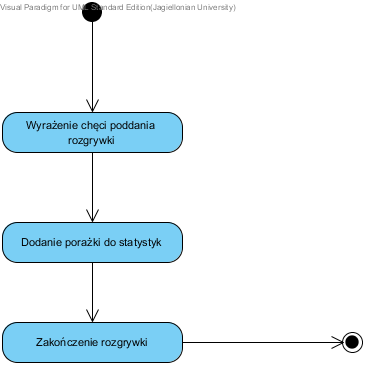 Visual Paradigm for UML Standard Edition(Jagiellonian University)
Wyrażenie chęci poddania
rozgrywki
Dodanie porażki do statystyk
Zakończenie rozgrywki